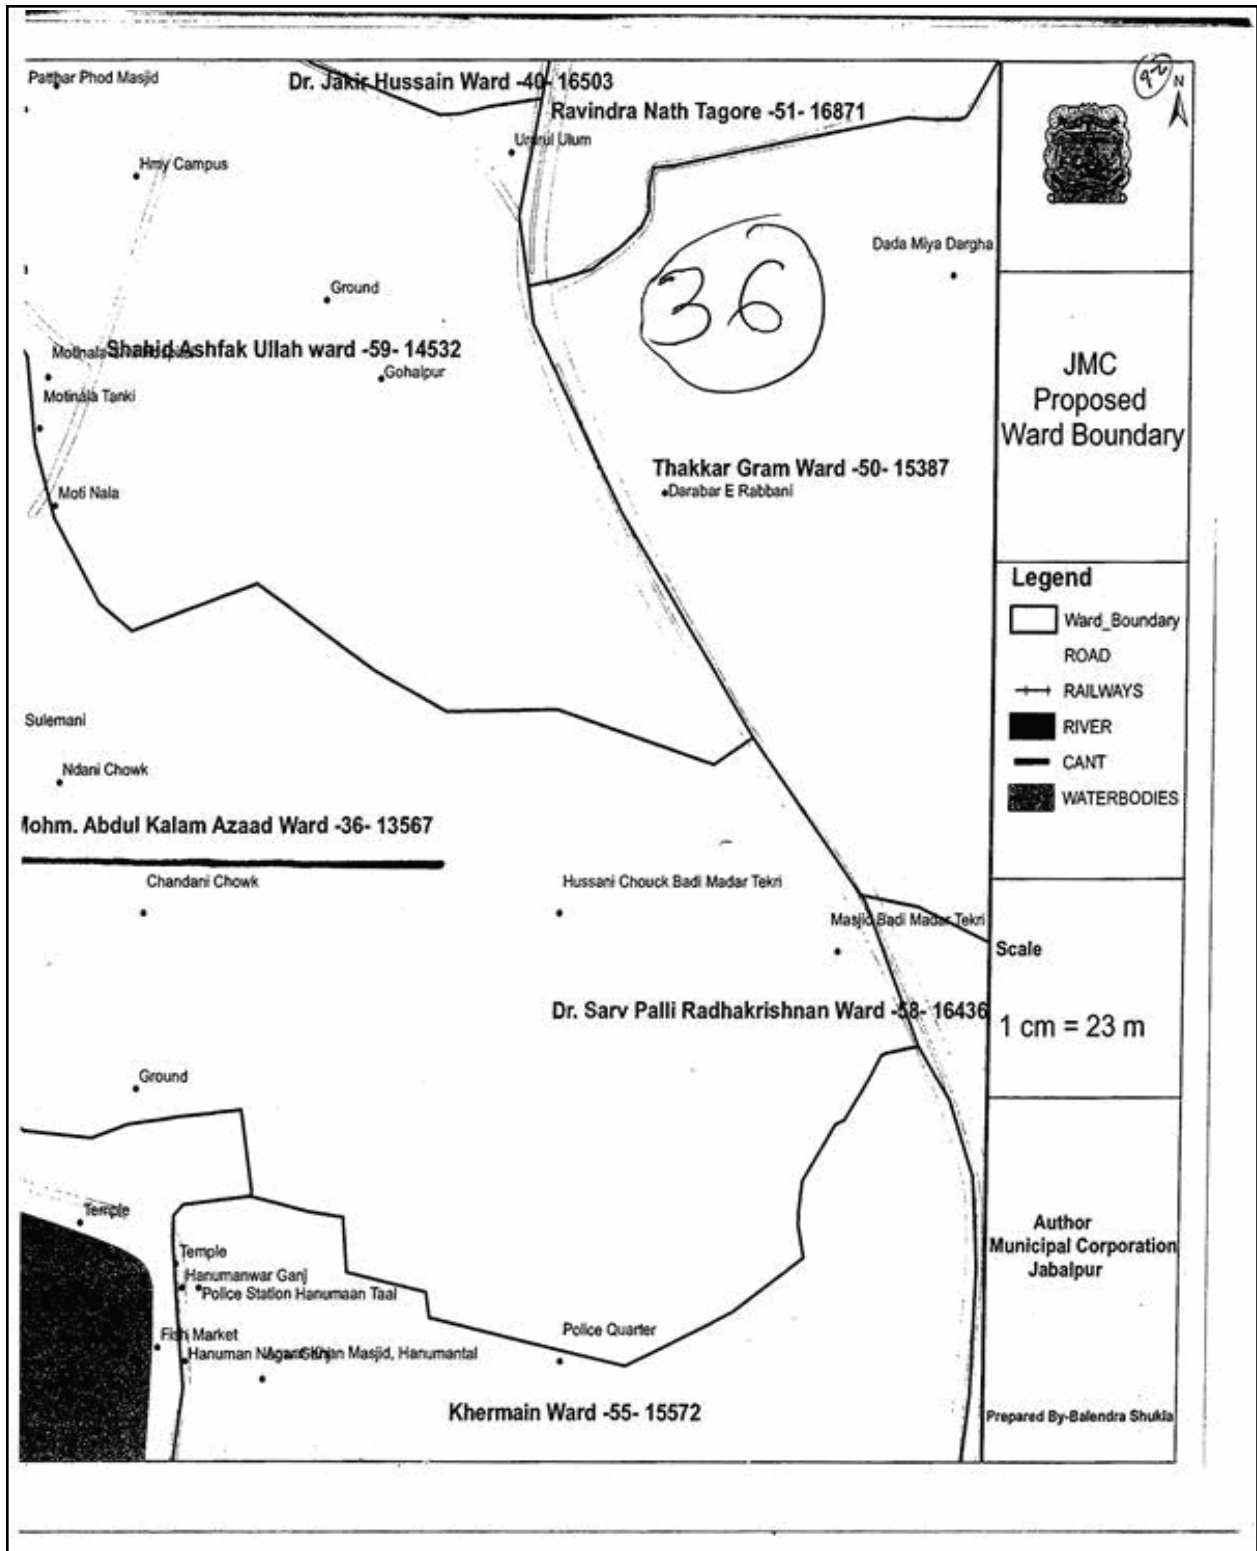 9-2
N
Patthar Phod Masjid
Dr. Jakir Hussain Ward -40- 16503
Ravindra Nath Tagore -51- 16871
Ulum
Hmy Campus
36
Dada Miya Dargha
Ground
Shahid Ashfak Ullah ward -59- 14532
Gohalpur
Motinala Tanki
JMC
Proposed
Ward Boundary
Thakkar Gram Ward -50- 15387
Darabar E Rabbani
Moti Nala
Legend
Ward_Boundary
ROAD
RAILWAYS
RIVER
CANT
WATERBODIES
Sulemani
Ndani Chowk
Mohm. Abdul Kalam Azaad Ward -36- 13567
Chandani Chowk
Hussani Chouck Badi Madar Tekri
Masjid Badi Madar Tekri
Scale
Dr. Sarv Palli Radhakrishnan Ward -58- 16436
1 cm = 23 m
Ground
Temple
Temple
Hanumanwar Ganj
Police Station Hanumaan Taal
Author
Municipal Corporation
Jabalpur
Fish Market
Police Quarter
Hanuman
Khan Masjid, Hanumantal
Khermain Ward -55- 15572
Prepared By-Balendra Shukla